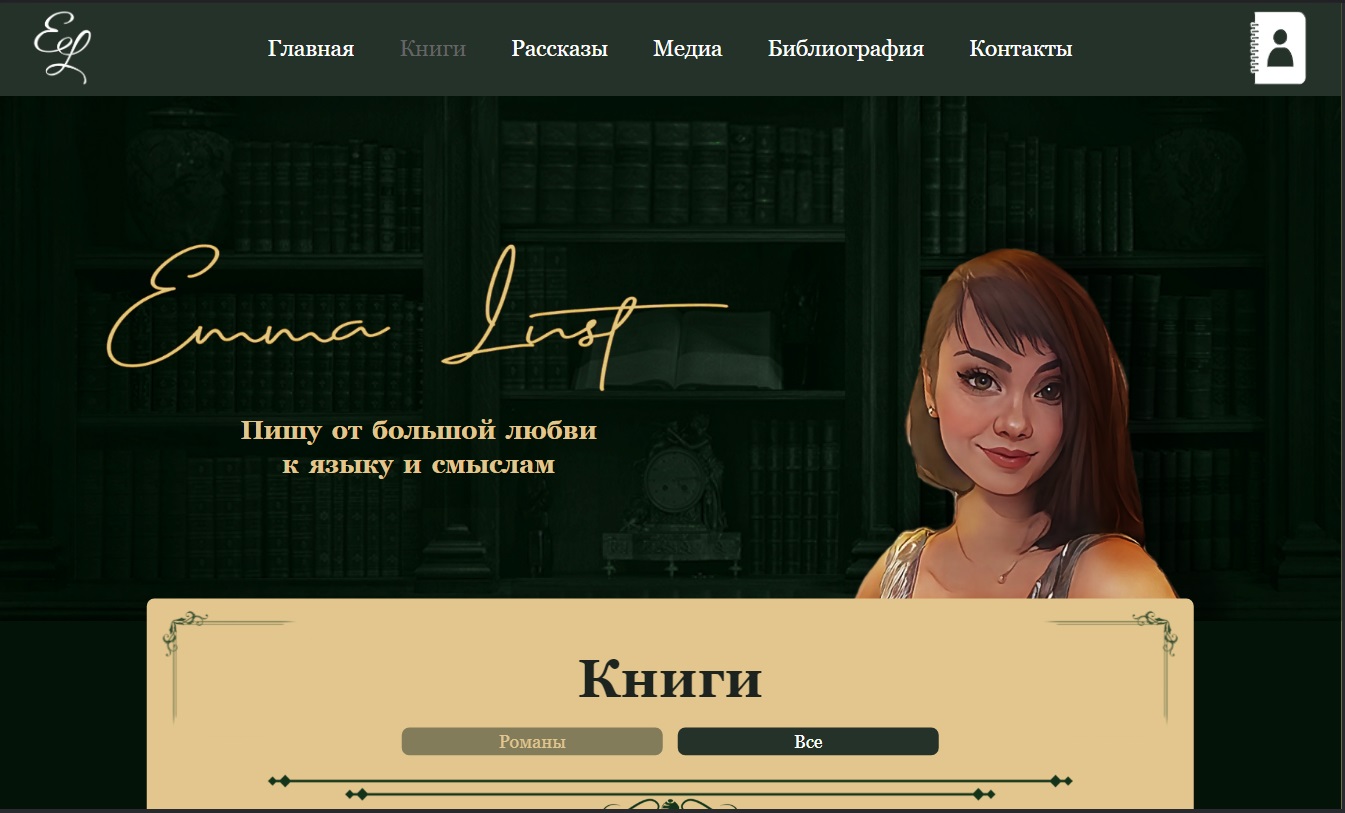 EL
Главная Книги Рассказы Медиа Библиография Контакты
Emma Lust
Пишу от большой любви
к языку и смыслам
Книги
Романы Все